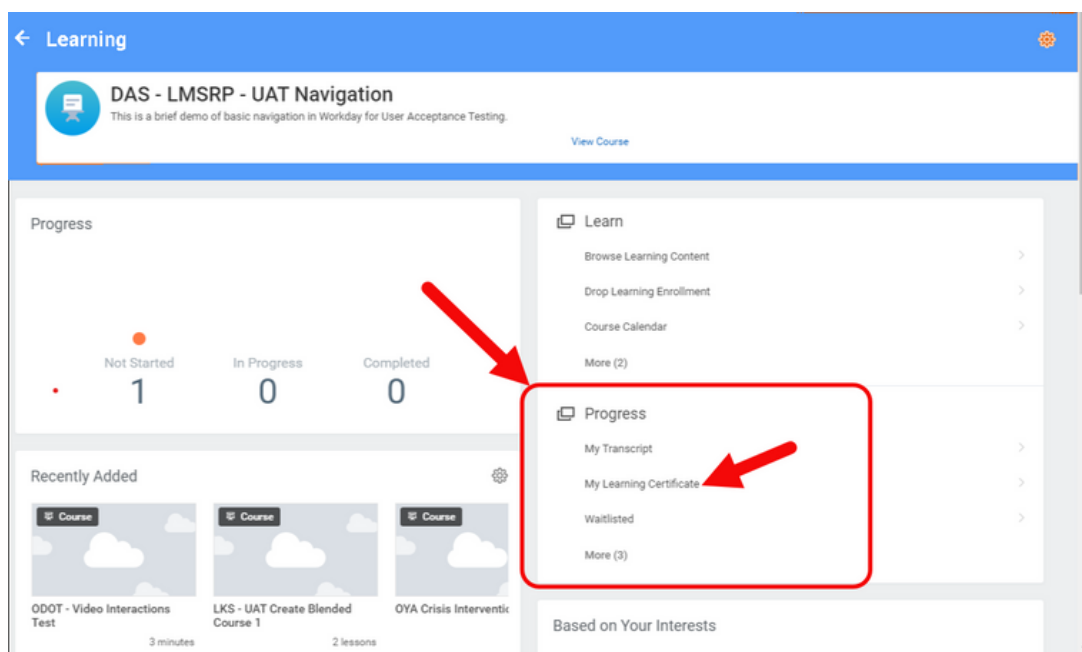 Learning
DAS - LMSRP - UAT Navigation
This is a brief demo of basic navigation in Workday for User Acceptance Testing.
View Course
Progress
Not Started
In Progress
Completed
1
0
0
Recently Added
Course
Course
Course
ODOT - Video Interactions
Test
3 minutes
LKS - UAT Create Blended
Course 1
2 lessons
OYA Crisis
Learn
Browse Learning Content
Drop Learning Enrollment
Course Calendar
More (2)
Progress
My Transcript
My Learning Certificate
Waitlisted
More (3)
Based on Your Interests